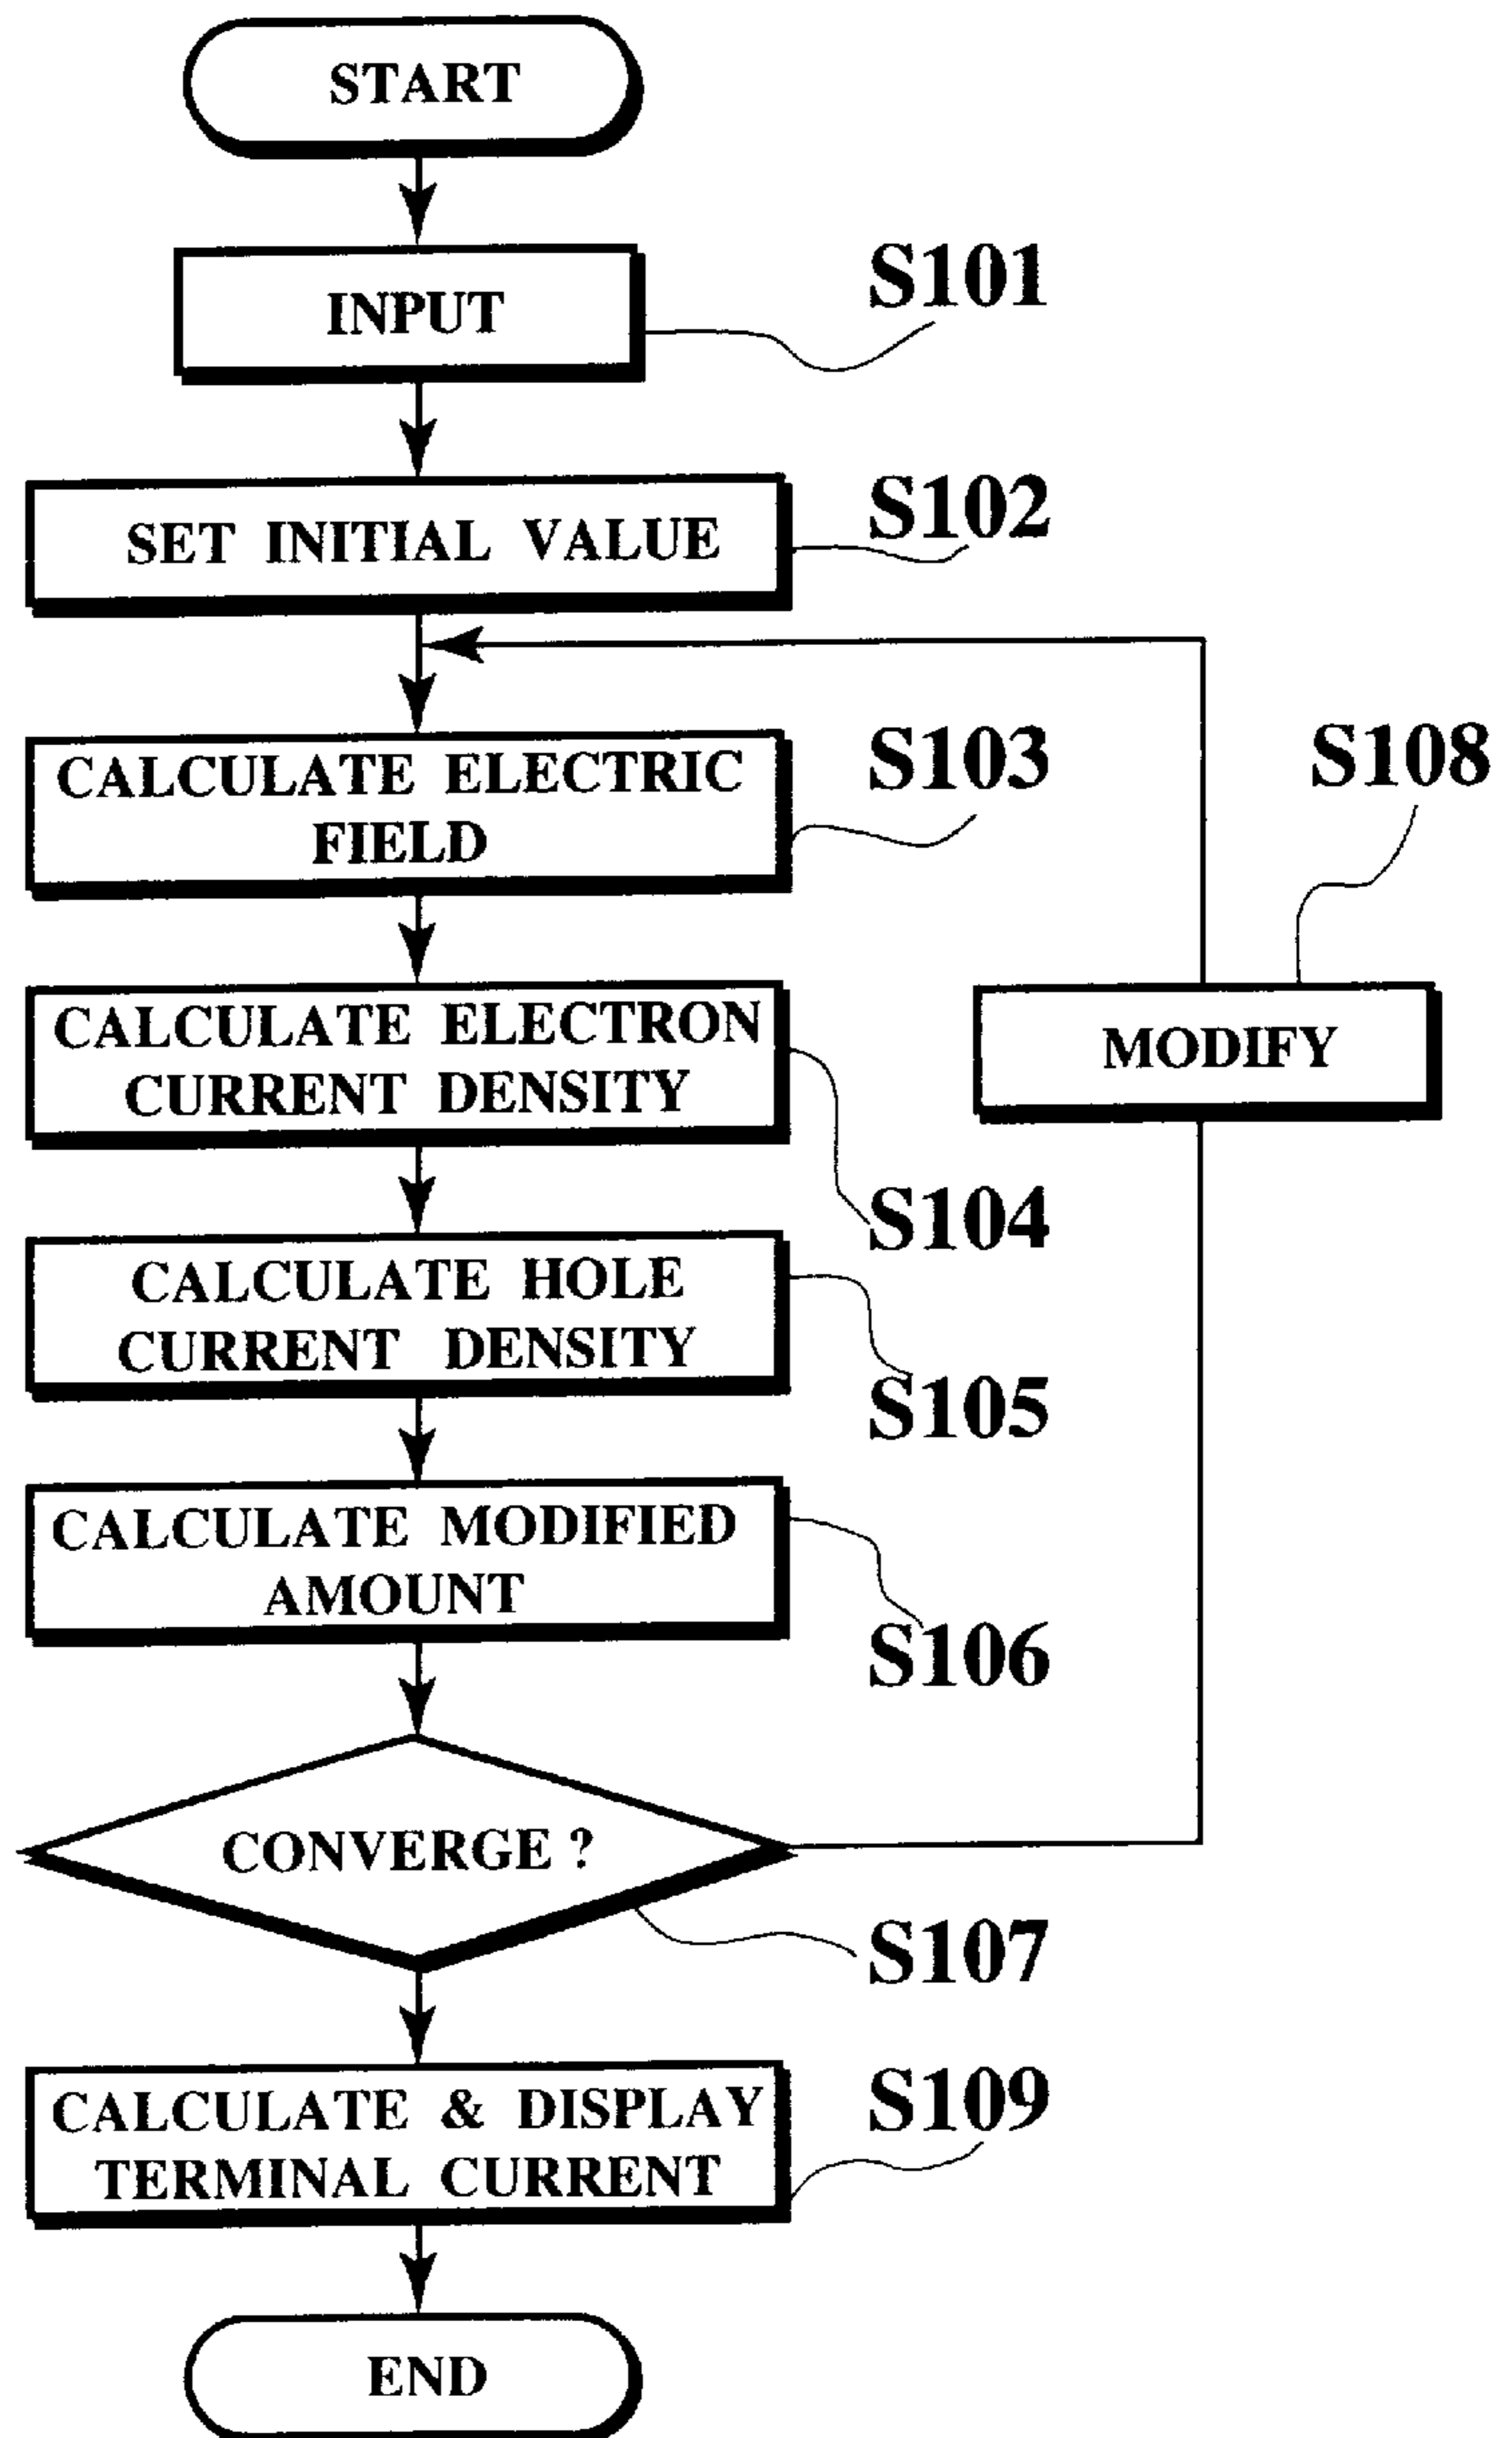 START
INPUT
S101
SET INITIAL VALUE
S102
CALCULATE ELECTRIC
FIELD
S103
S108
CALCULATE ELECTRON
CURRENT DENSITY
MODIFY
S104
CALCULATE HOLE
CURRENT DENSITY
S105
CALCULATE MODIFIED
AMOUNT
S106
CONVERGE ?
S107
CALCULATE & DISPLAY
TERMINAL CURRENT
S109
END